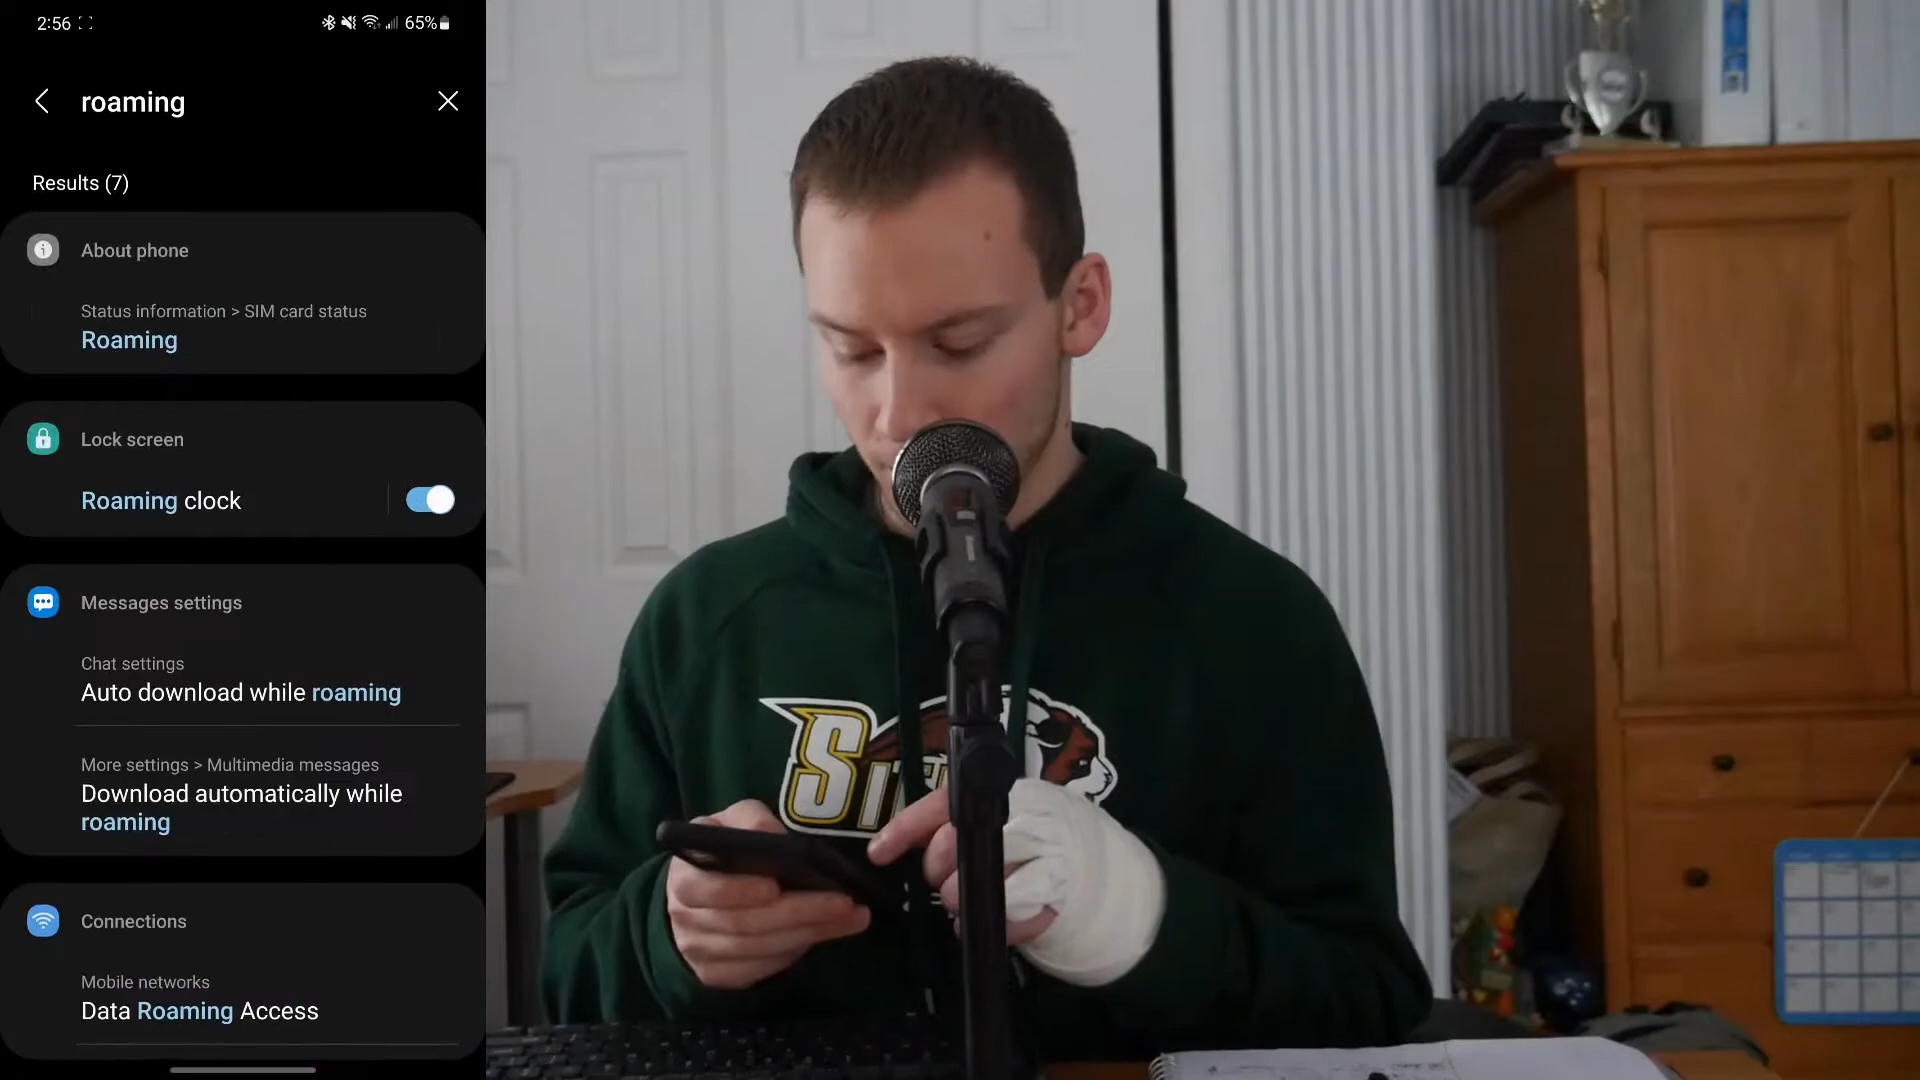 2:56
65%
roaming
Results (7)
About phone
Status information > SIM card status
Roaming
Lock screen
Roaming clock
Messages settings
Chat settings
Auto download while roaming
More settings > Multimedia messages
Download automatically while
roaming
Connections
Mobile networks
Data Roaming Access